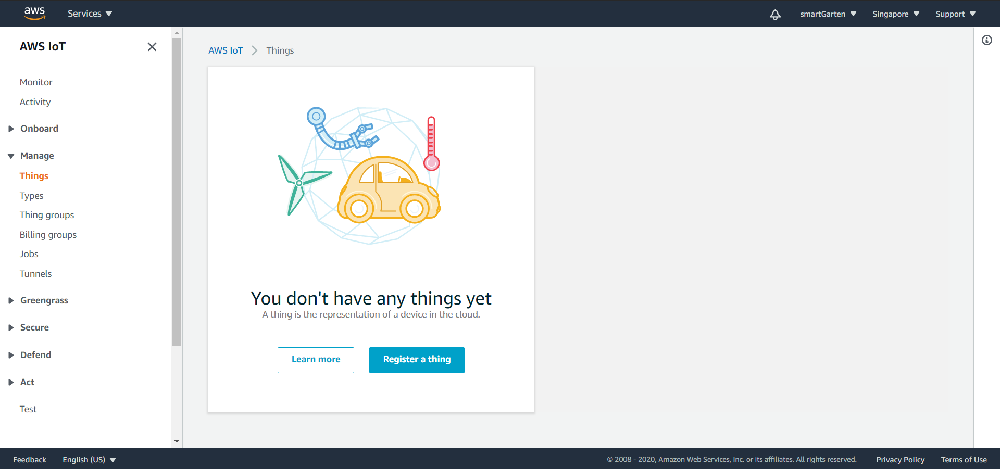 aws
Services
smartGarten
Singapore
Support
AWS IoT
Monitor
Activity
Onboard
Manage
Things
Types
Thing groups
Billing groups
Jobs
Tunnels
Greengrass
Secure
Defend
Act
Test
AWS IoT
Things
You don't have any things yet
A thing is the representation of a device in the cloud.
Learn more
Register a thing
Feedback
English (US)
© 2008 - 2020, Amazon Web Services, Inc. or its affiliates. All rights reserved.
Privacy Policy
Terms of Use